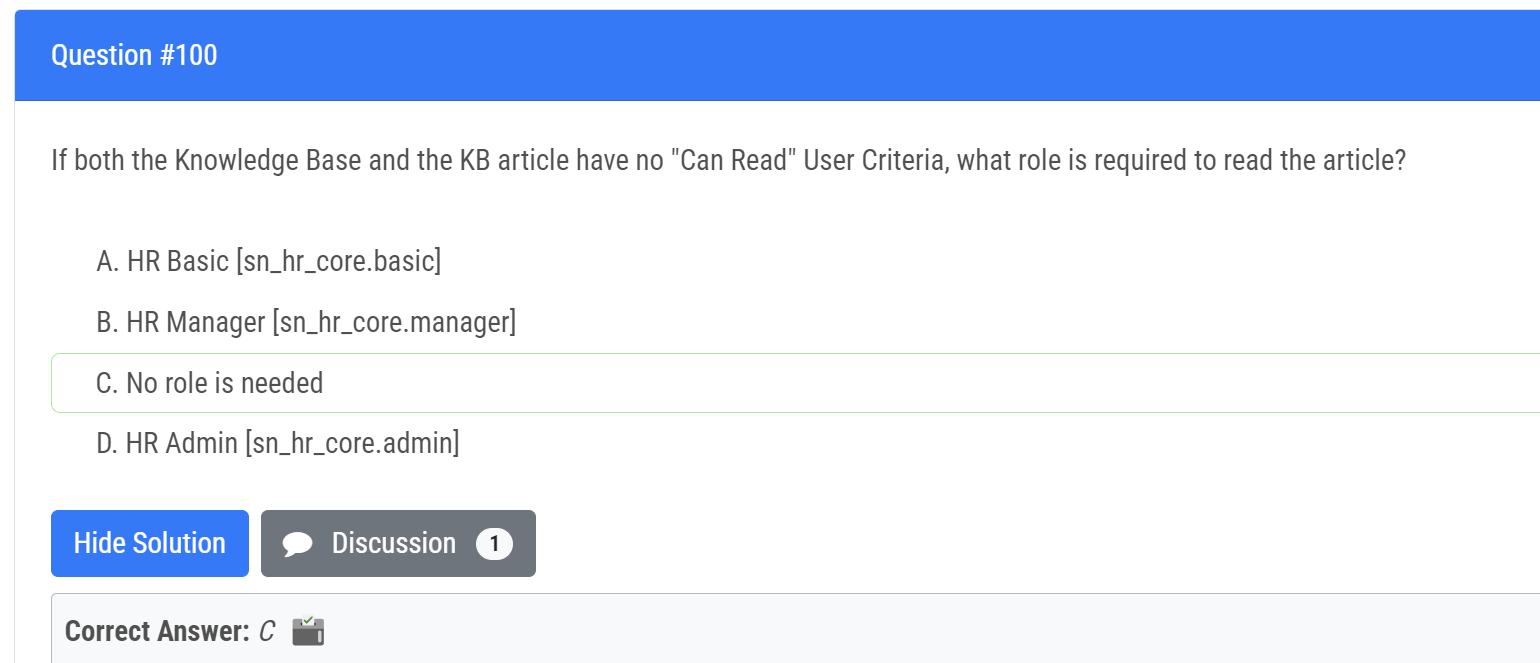 Question #100
If both the Knowledge Base and the KB article have no "Can Read" User Criteria, what role is required to read the article?
A. HR Basic [sn_hr_core.basic]
B. HR Manager [sn_hr_core.manager]
C. No role is needed
D. HR Admin [sn_hr_core.admin]
Hide Solution Discussion 1
Correct Answer: C